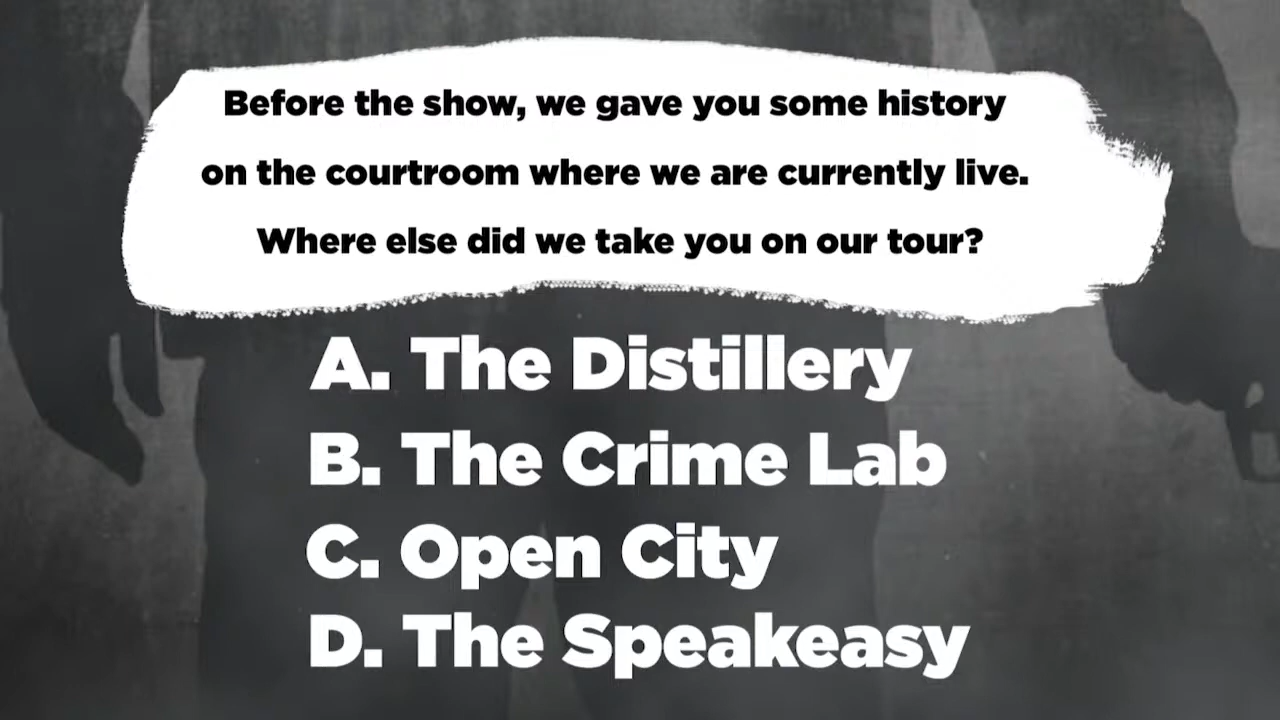 Before the show, we gave you some history
on the courtroom where we are currently live.
Where else did we take you on our tour?
A. The Distillery
B. The Crime Lab
C. Open City
D. The Speakeasy